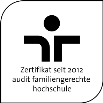 Zertifikat seit 2012
audit familiengerechte
hochschule